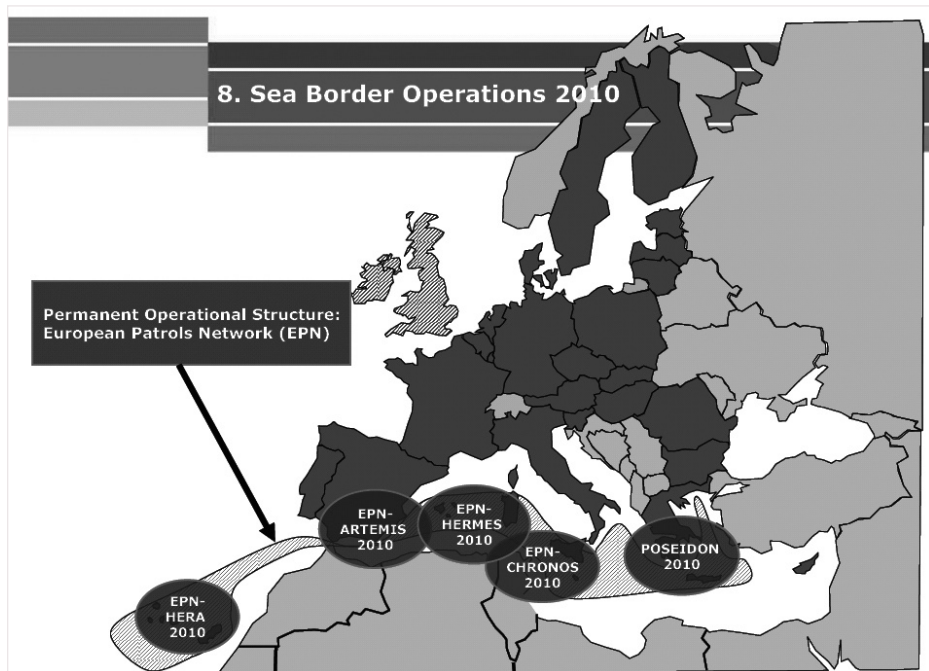 8. Sea Border Operations 2010
Permanent Operational Structure:
European Patrols Network (EPN)
EPN-
ARTEMIS
2010
EPN-
HERMES
2010
EPN-
CHRONOS
2010
POSEIDON
2010
EPN-
HERA
2010